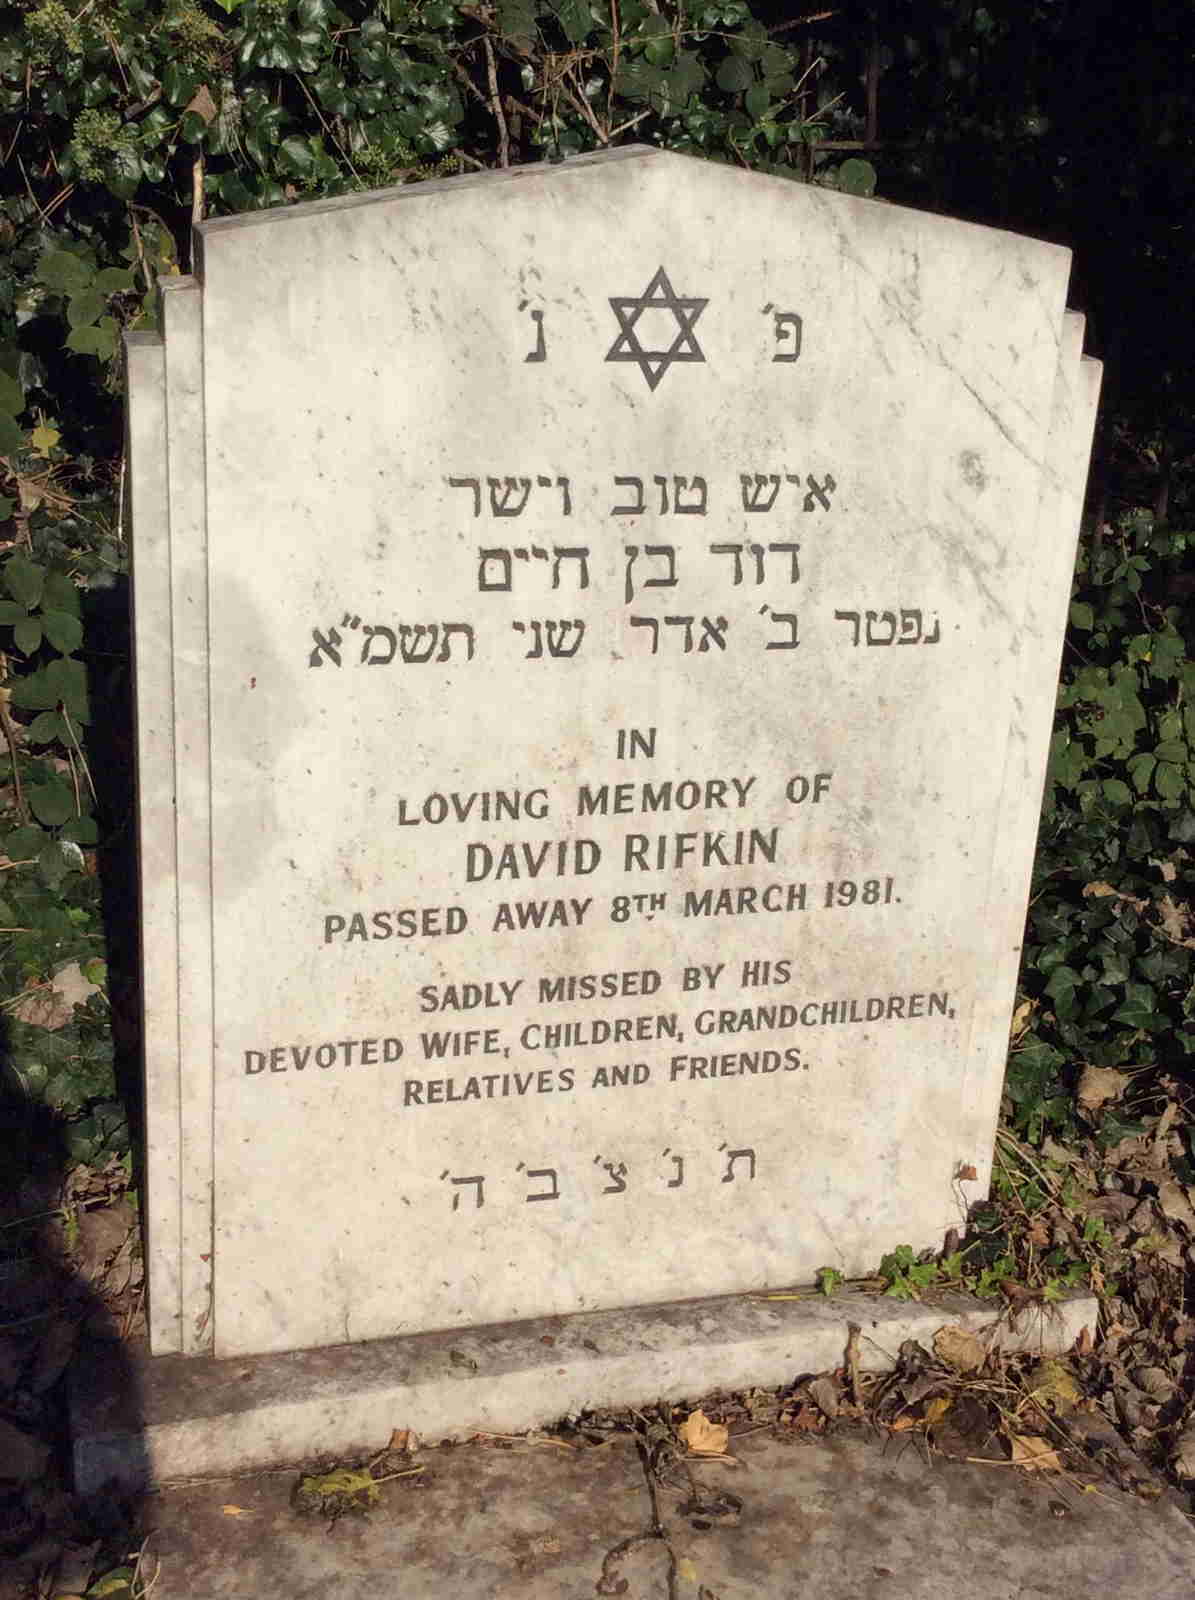 פ׳ נ׳
איש טוב וישר
דוד בן חיים
נפטר ב׳ אדר שני תשמ״א
IN
LOVING MEMORY OF
DAVID RIFKIN
PASSED AWAY 8TH MARCH 1981.
SADLY MISSED BY HIS
DEVOTED WIFE, CHILDREN, GRANDCHILDREN,
RELATIVES AND FRIENDS.
ת׳ נ׳ צ׳ ב׳ ה׳